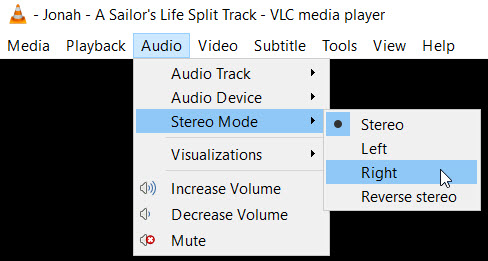 - Jonah - A Sailor's Life Split Track - VLC media player
Media Playback Audio Video Subtitle Tools View Help
Audio Track
Audio Device
Stereo Mode
Stereo
Left
Right
Reverse stereo
Visualizations
Increase Volume
Decrease Volume
Mute